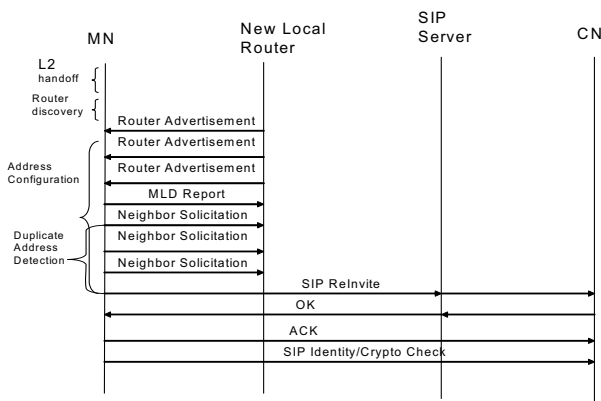 MN
New Local
Router
SIP
Server
CN
L2
handoff
Router
discovery
Router Advertisement
Router Advertisement
Router Advertisement
Address
Configuration
MLD Report
Neighbor Solicitation
Neighbor Solicitation
Neighbor Solicitation
Duplicate
Address
Detection
SIP ReInvite
OK
ACK
SIP Identity/Crypto Check